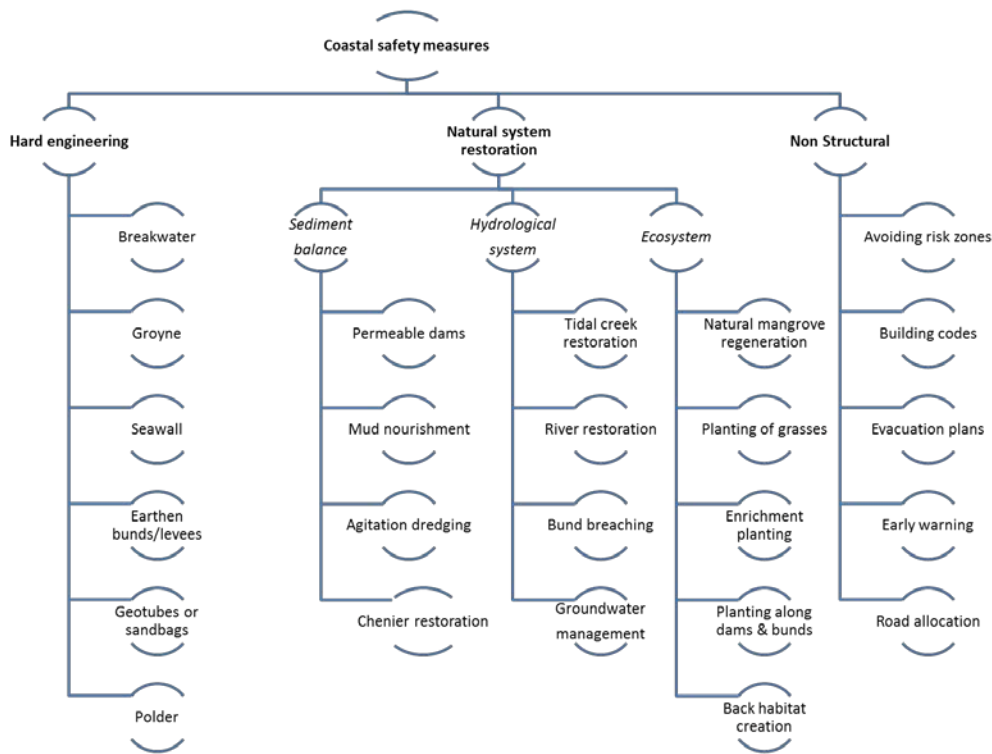 Coastal safety measures
Hard engineering
Breakwater
Groyne
Seawall
Earthen
bunds/levees
Geotubes or
sandbags
Polder
Natural system
restoration
Sediment
balance
Permeable dams
Mud nourishment
Agitation dredging
Chenier restoration
Hydrological
system
Tidal creek
restoration
River restoration
Bund breaching
Groundwater
management
Ecosystem
Natural mangrove
regeneration
Planting of grasses
Enrichment
planting
Planting along
dams & bunds
Back habitat
creation
Non Structural
Avoiding risk zones
Building codes
Evacuation plans
Early warning
Road allocation